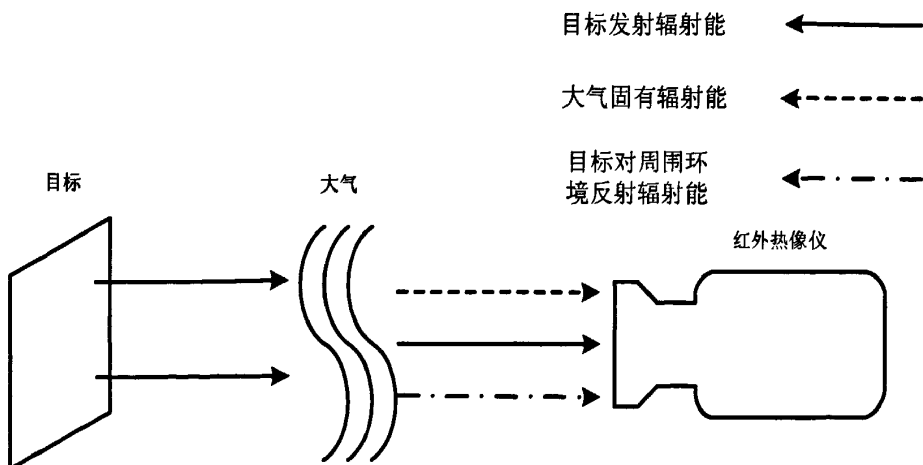 目标发射辐射能
大气固有辐射能
目标对周围环
境反射辐射能
目标
大气
红外热像仪